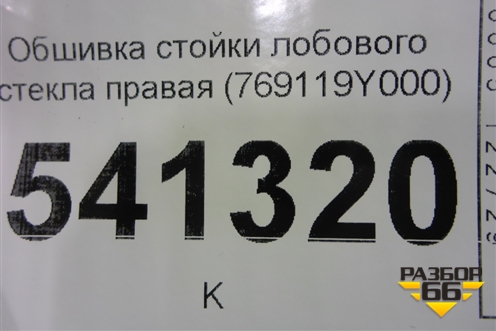 Обшивка стойки лобового
стекла правая (769119Y000)
541320
К
РАЗБОР
66